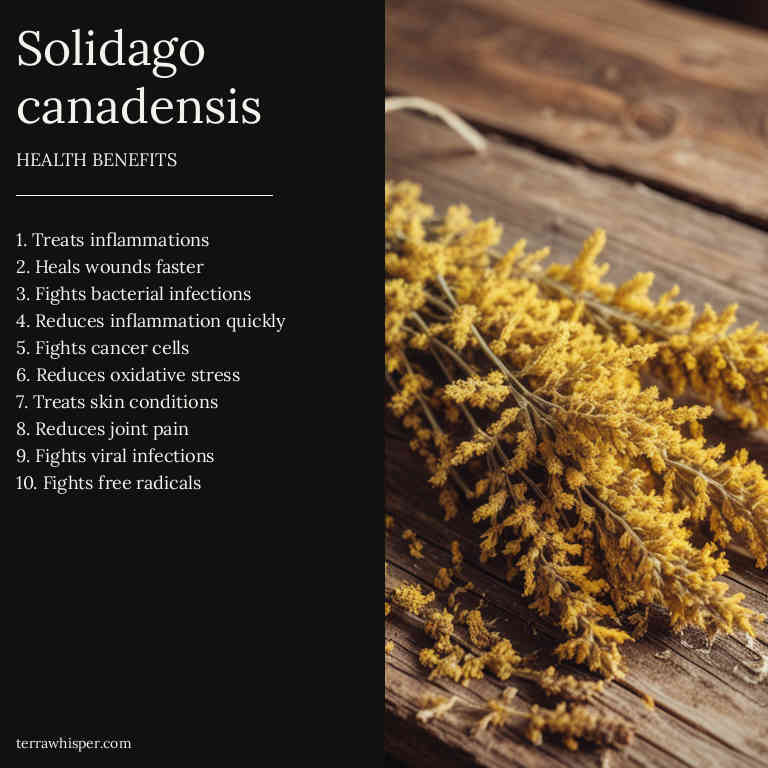 Solidago
canadensis
HEALTH BENEFITS
1. Treats inflammations
2. Heals wounds faster
3. Fights bacterial infections
4. Reduces inflammation quickly
5. Fights cancer cells
6. Reduces oxidative stress
7. Treats skin conditions
8. Reduces joint pain
9. Fights viral infections
10. Fights free radicals
terrawhisper.com